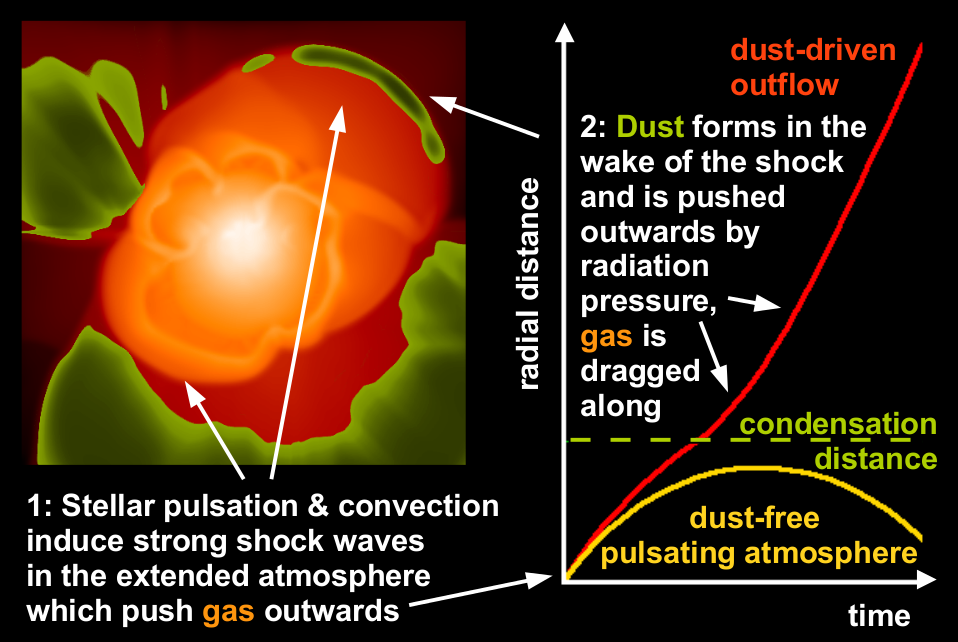 dust-driven
outflow
2: Dust forms in the
wake of the shock
and is pushed
outwards by
radiation
pressure,
gas is
dragged
along
radial distance
condensation
distance
dust-free
pulsating atmosphere
time
1: Stellar pulsation & convection
induce strong shock waves
in the extended atmosphere
which push gas outwards